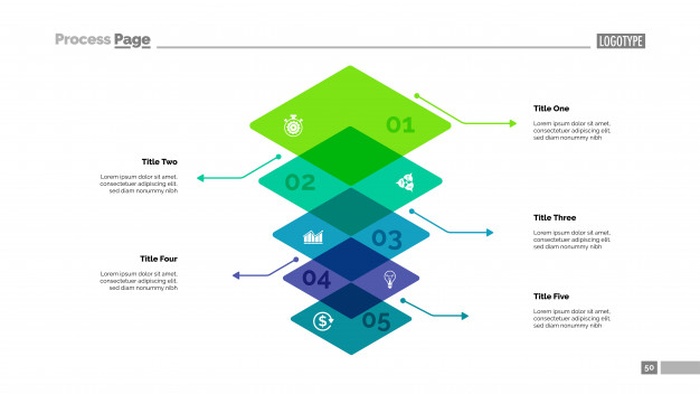 Process Page
LOGOTYPE
01
Title One
Lorem ipsum dolor sit amet,
consectetuer adipiscing elit,
sed diam nonummy nibh
Title Two
Lorem ipsum dolor sit amet,
consectetuer adipiscing elit,
sed diam nonummy nibh
02
03
Title Three
Lorem ipsum dolor sit amet,
consectetuer adipiscing elit,
sed diam nonummy nibh
Title Four
Lorem ipsum dolor sit amet,
consectetuer adipiscing elit,
sed diam nonummy nibh
04
05
Title Five
Lorem ipsum dolor sit amet,
consectetuer adipiscing elit,
sed diam nonummy nibh
50